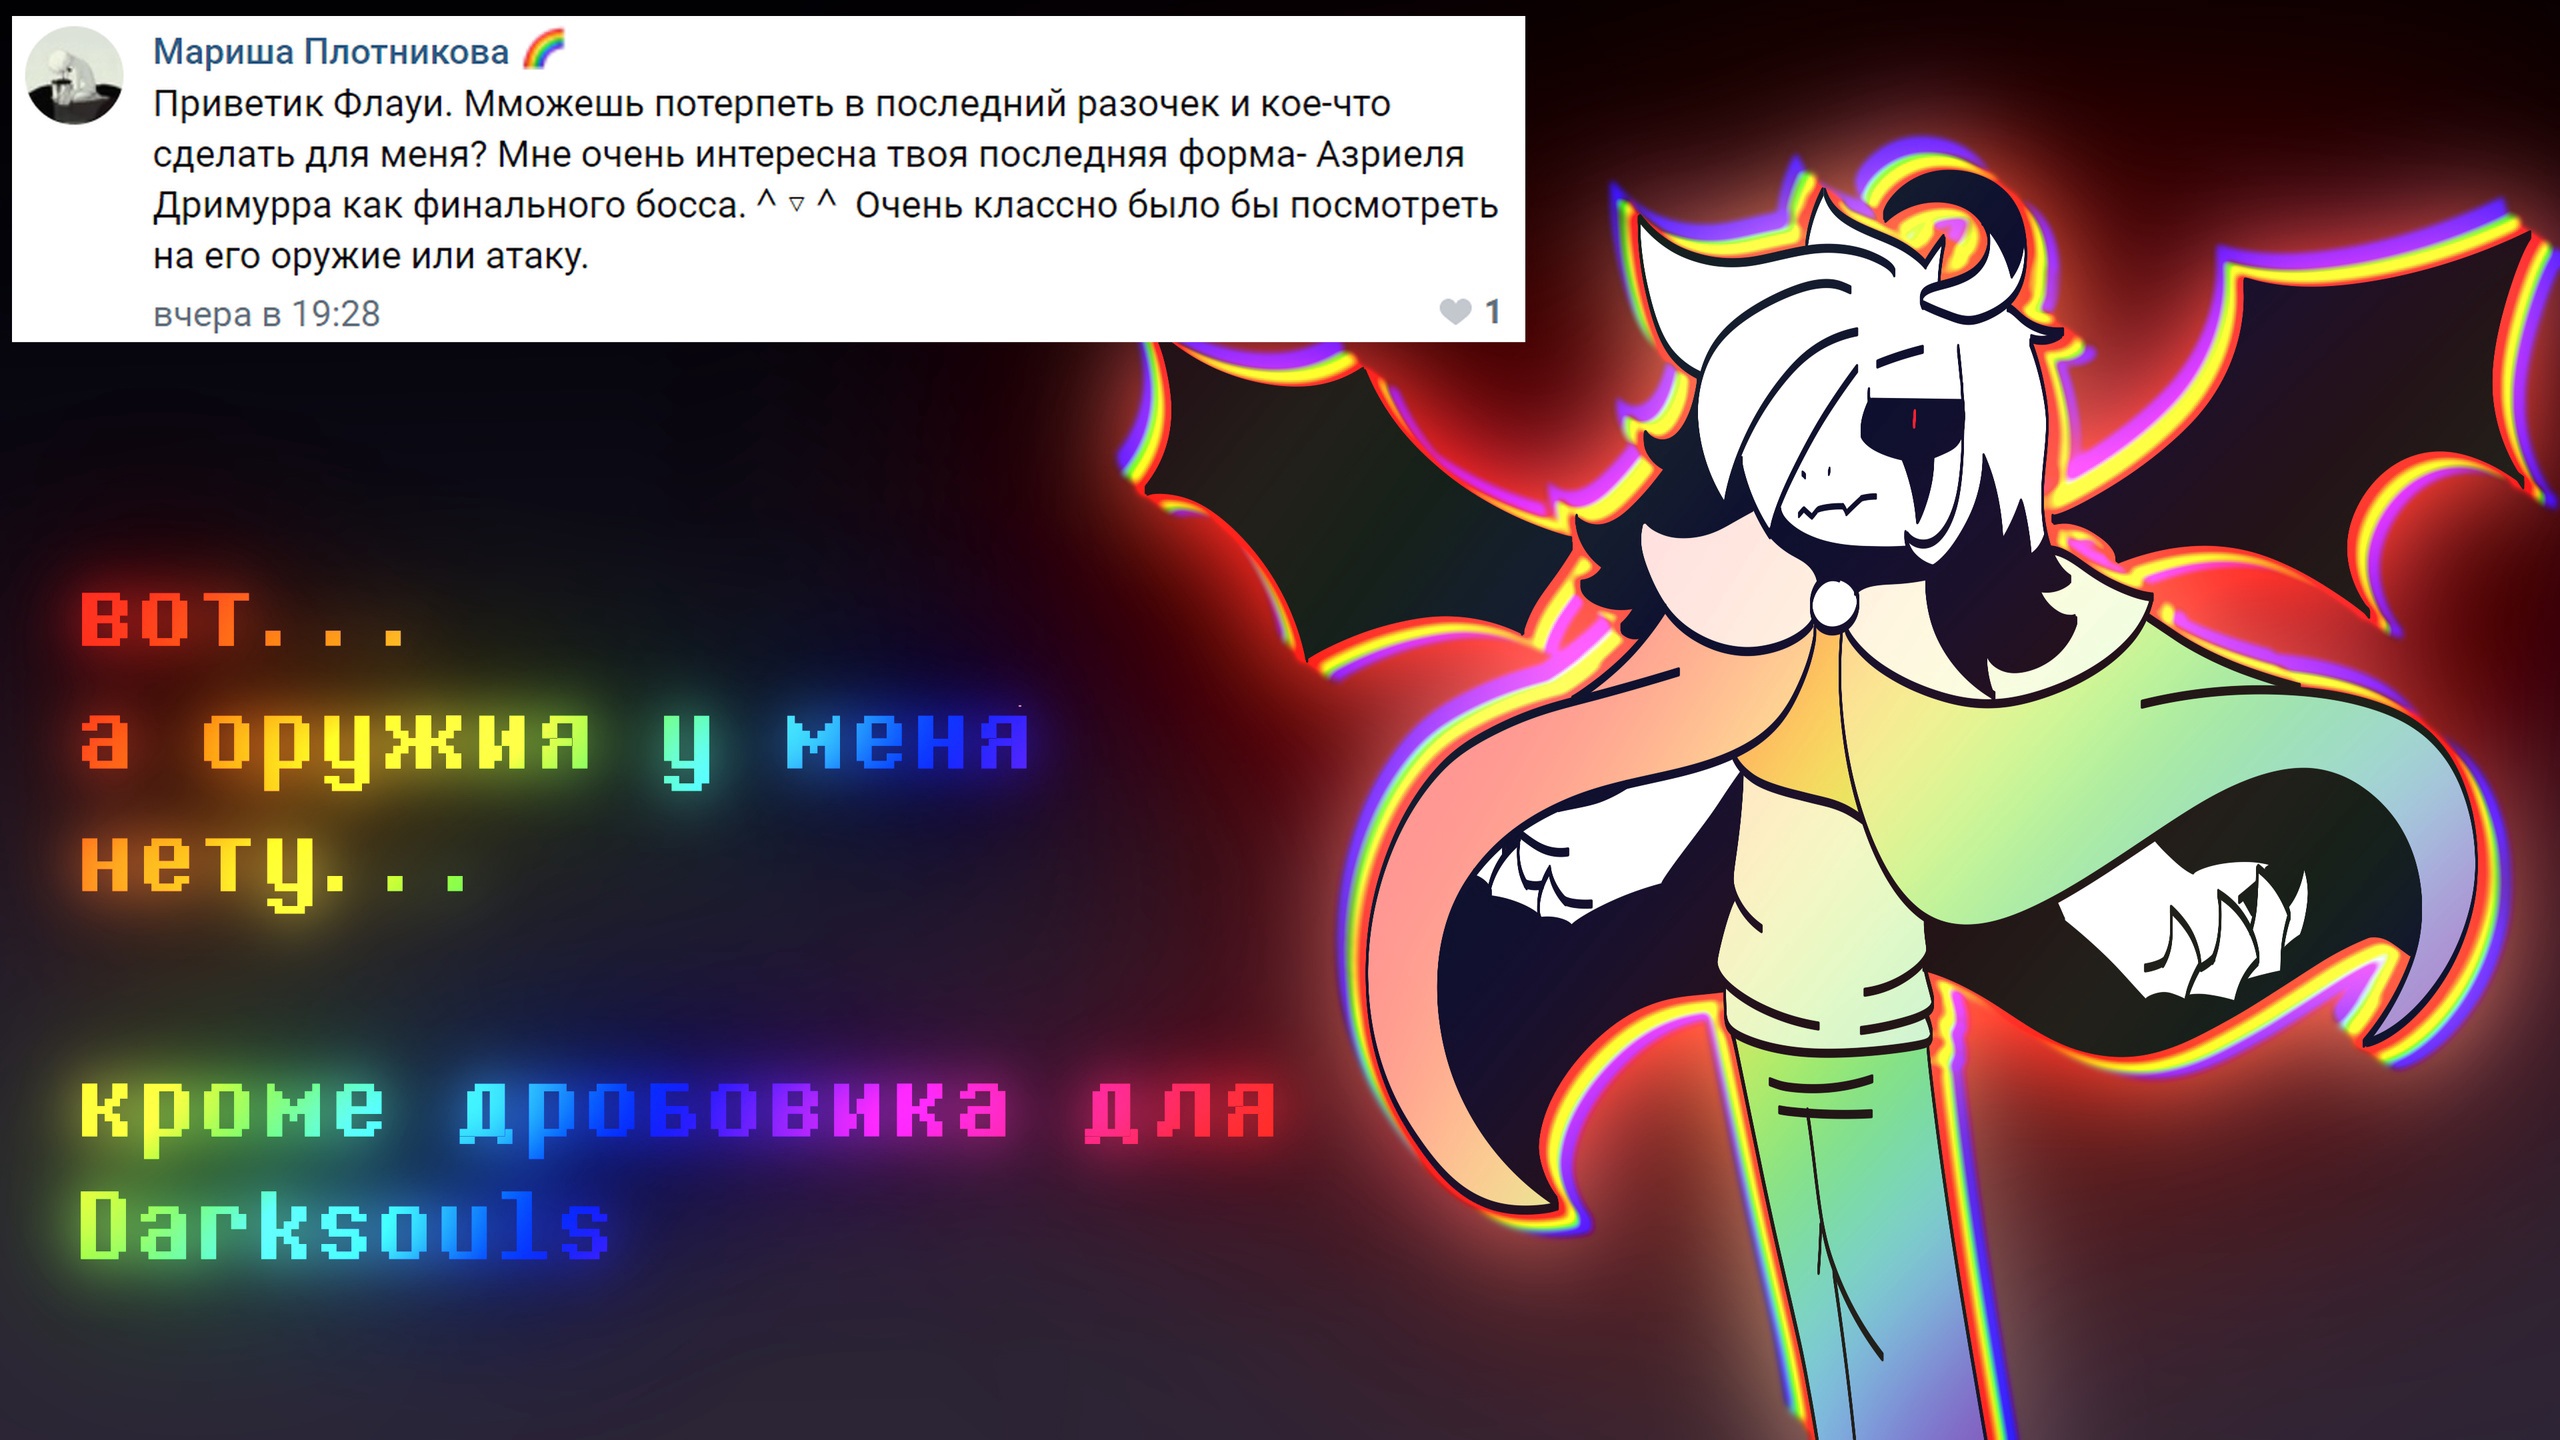 Мариша Плотникова 🌈
Приветик Флауи. Мможешь потерпеть в последний разочек и кое-что
сделать для меня? Мне очень интересна твоя последняя форма- Азриеля
Дримурра как финального босса. ^ ▿ ^ Очень классно было бы посмотреть
на его оружие или атаку.
вчера в 19:28
1
вот...
а оружия у меня
нету...
кроме дробовика для
Darksouls